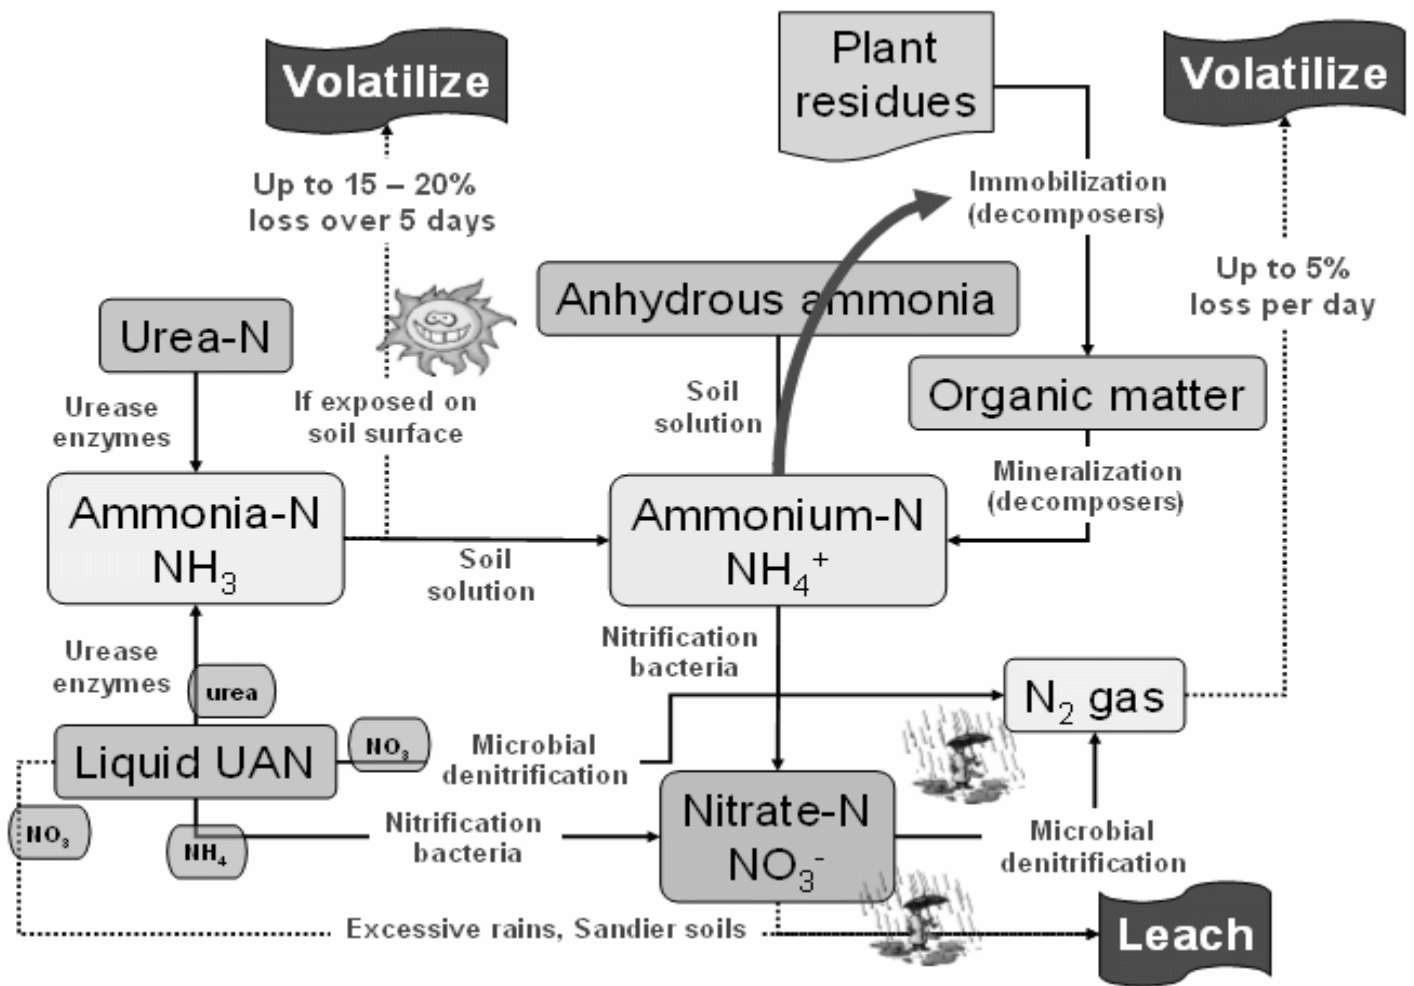 Volatilize
Plant
residues
Volatilize
Up to 15 – 20%
loss over 5 days
Immobilization
(decomposers)
Up to 5%
loss per day
Anhydrous ammonia
Urea-N
Organic matter
Urease
enzymes
If exposed on
soil surface
Soil
solution
Mineralization
(decomposers)
Ammonia-N
NH₃
Soil
solution
Ammonium-N
NH₄⁺
Urease
enzymes
urea
Nitrification
bacteria
N₂ gas
Liquid UAN
NO₃
Microbial
denitrification
NO₃
NH₄
Nitrification
bacteria
Nitrate-N
NO₃⁻
Microbial
denitrification
Excessive rains, Sandier soils
Leach